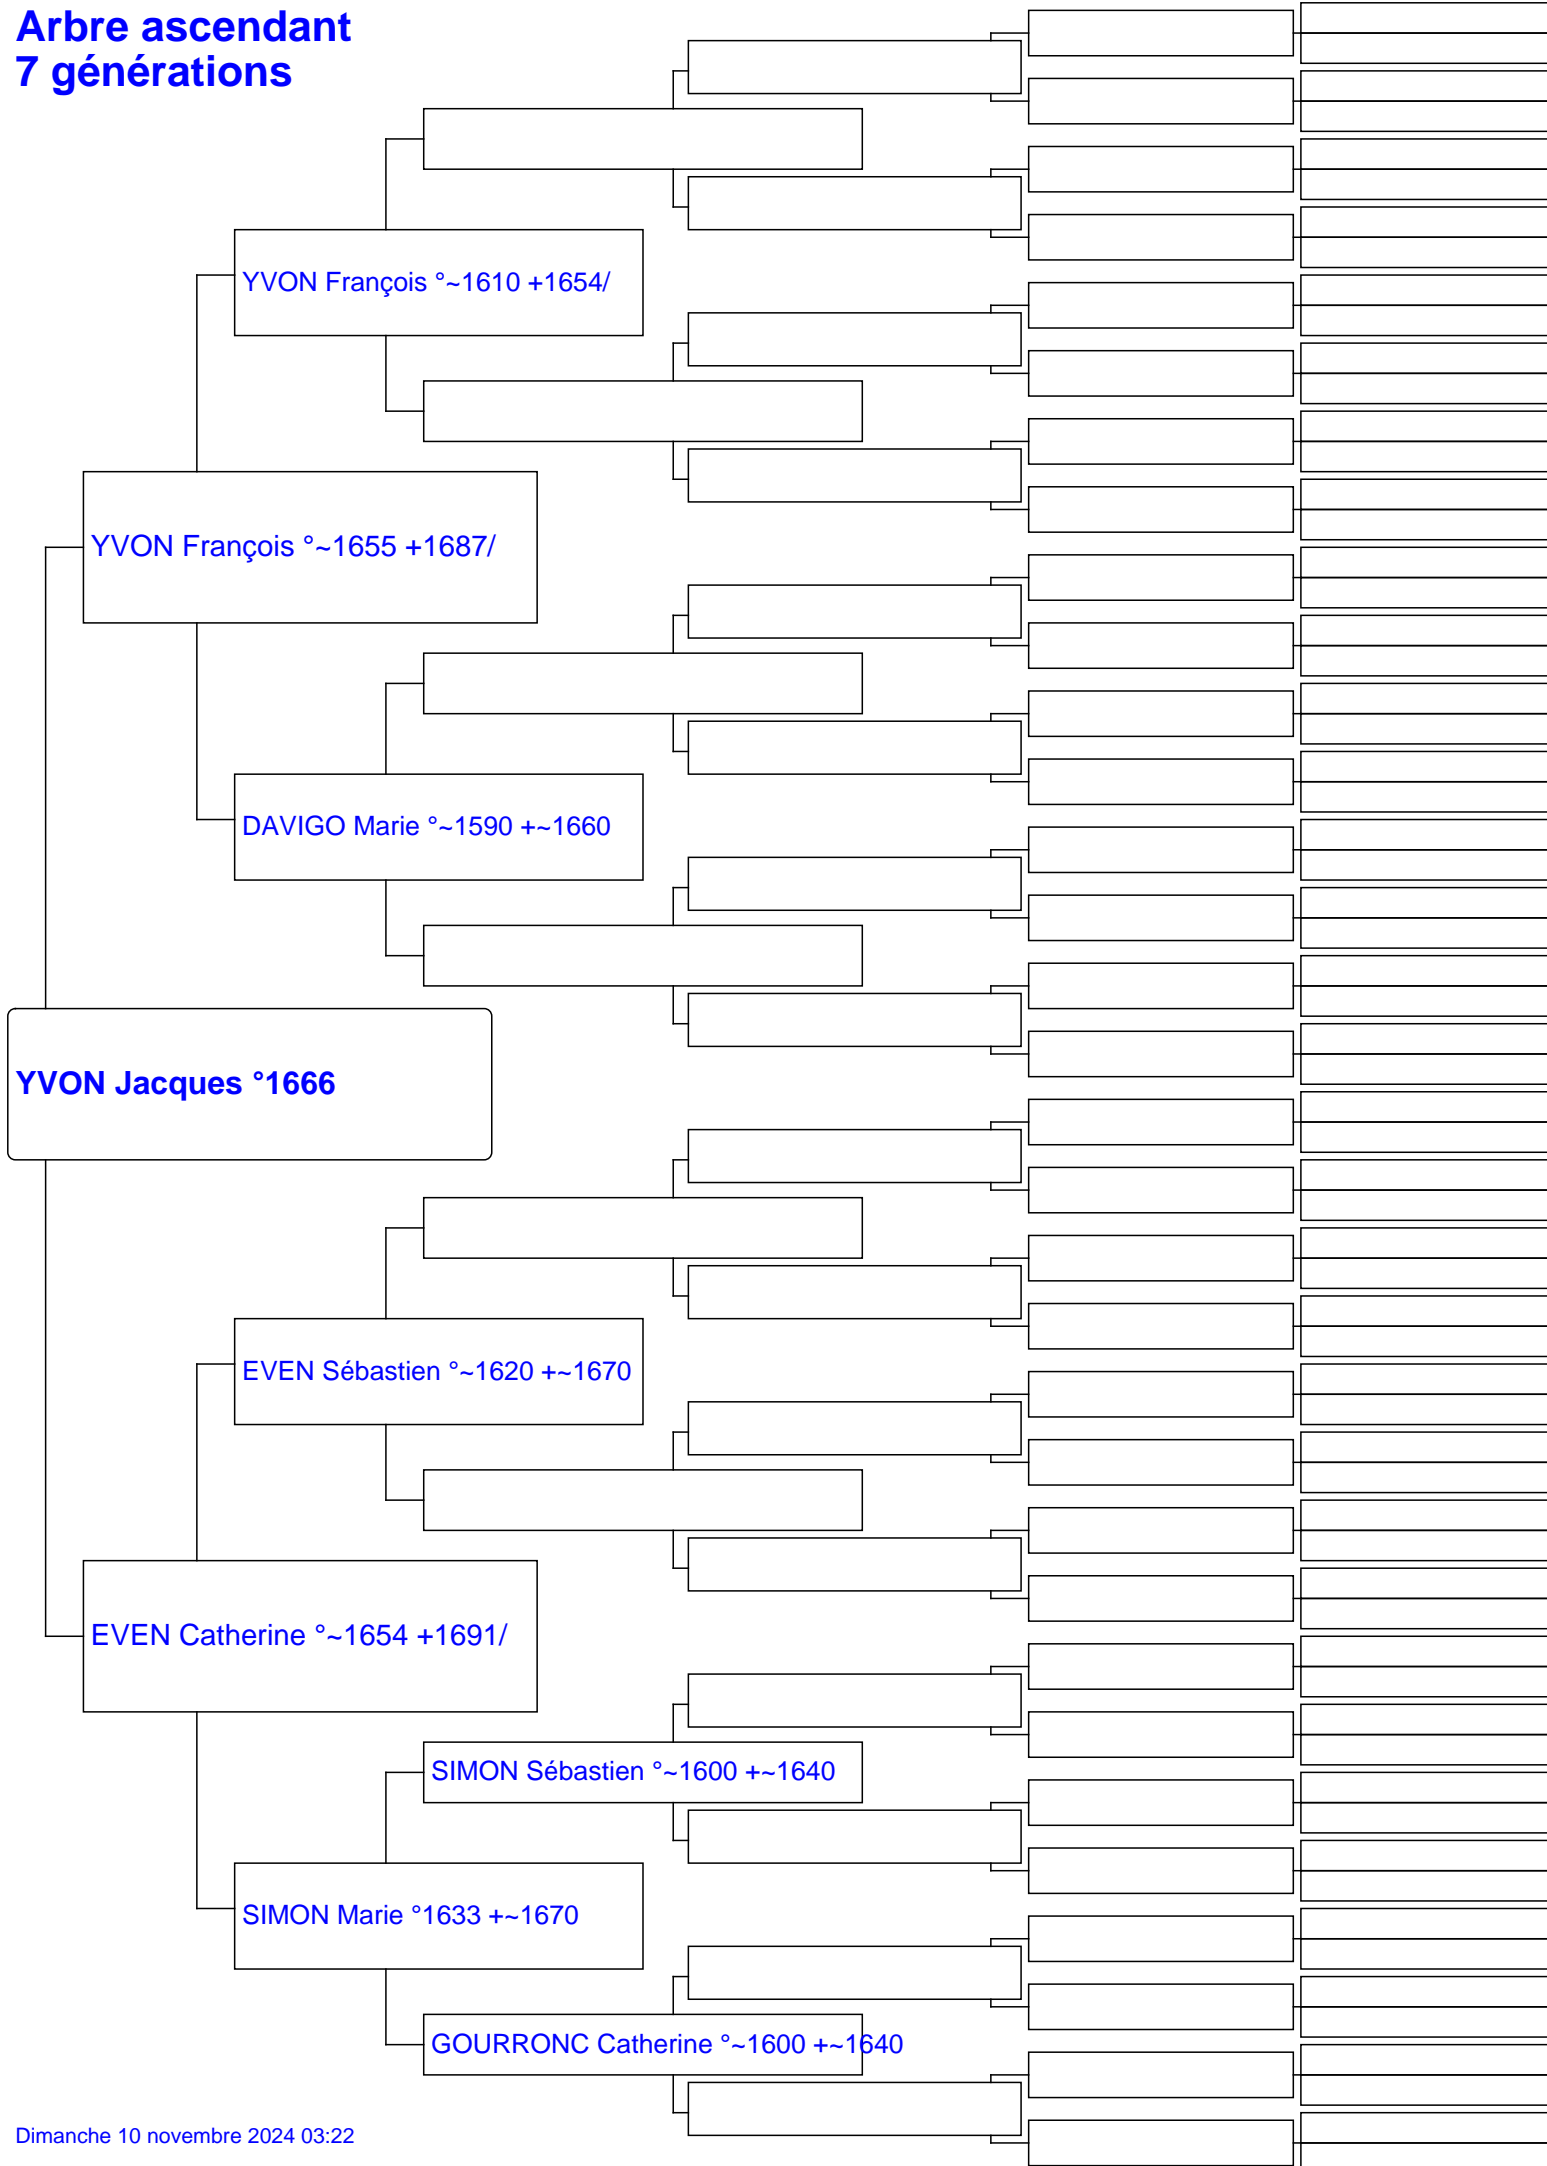 Arbre ascendant
7 générations
YVON François °~1610 +1654/
YVON François °~1655 +1687/
DAVIGO Marie °~1590 +~1660
YVON Jacques °1666
EVEN Sébastien °~1620 +~1670
EVEN Catherine °~1654 +1691/
SIMON Sébastien °~1600 +~1640
SIMON Marie °1633 +~1670
GOURRONC Catherine °~1600 +~1640
Dimanche 10 novembre 2024 03:22